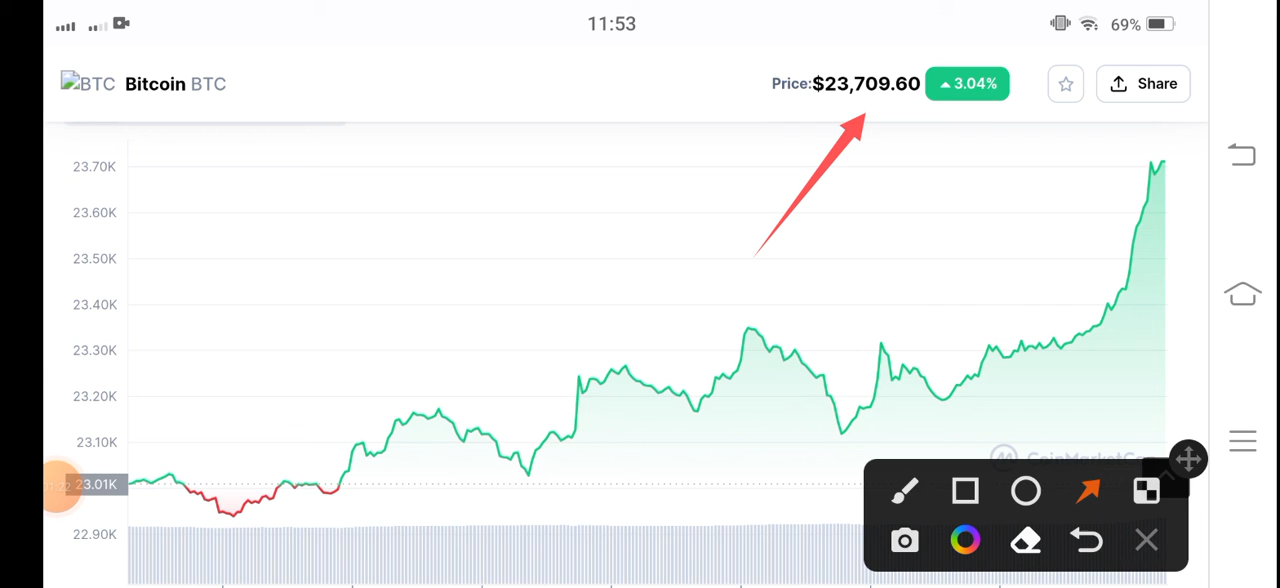 11:53
69%
BTC Bitcoin BTC
Price:$23,709.60 3.04%
Share
23.70K
23.60K
23.50K
23.40K
23.30K
23.20K
23.10K
23.01K
22.90K